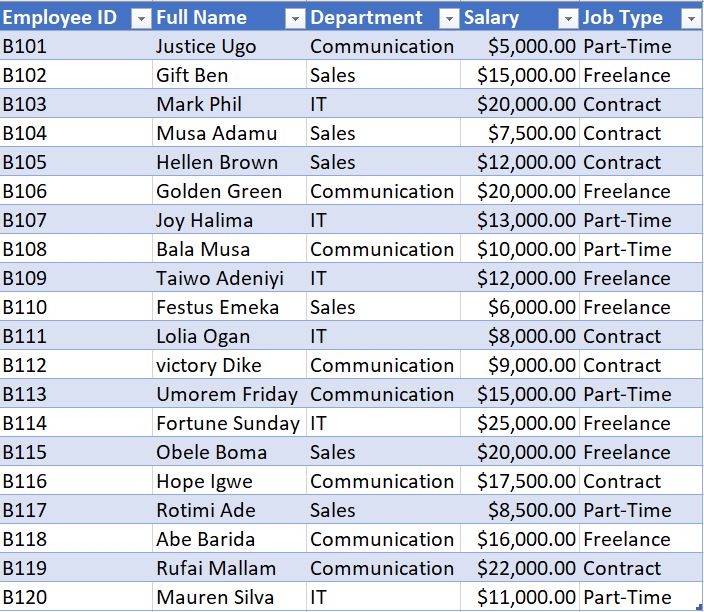 Employee ID Full Name Department Salary Job Type
B101 Justice Ugo Communication $5,000.00 Part-Time
B102 Gift Ben Sales $15,000.00 Freelance
B103 Mark Phil IT $20,000.00 Contract
B104 Musa Adamu Sales $7,500.00 Contract
B105 Hellen Brown Sales $12,000.00 Contract
B106 Golden Green Communication $20,000.00 Freelance
B107 Joy Halima IT $13,000.00 Part-Time
B108 Bala Musa Communication $10,000.00 Part-Time
B109 Taiwo Adeniyi IT $12,000.00 Freelance
B110 Festus Emeka Sales $6,000.00 Freelance
B111 Lolia Ogan IT $8,000.00 Contract
B112 victory Dike Communication $9,000.00 Contract
B113 Umorem Friday Communication $15,000.00 Part-Time
B114 Fortune Sunday IT $25,000.00 Freelance
B115 Obele Boma Sales $20,000.00 Freelance
B116 Hope Igwe Communication $17,500.00 Contract
B117 Rotimi Ade Sales $8,500.00 Part-Time
B118 Abe Barida Communication $16,000.00 Freelance
B119 Rufai Mallam Communication $22,000.00 Contract
B120 Mauren Silva IT $11,000.00 Part-Time